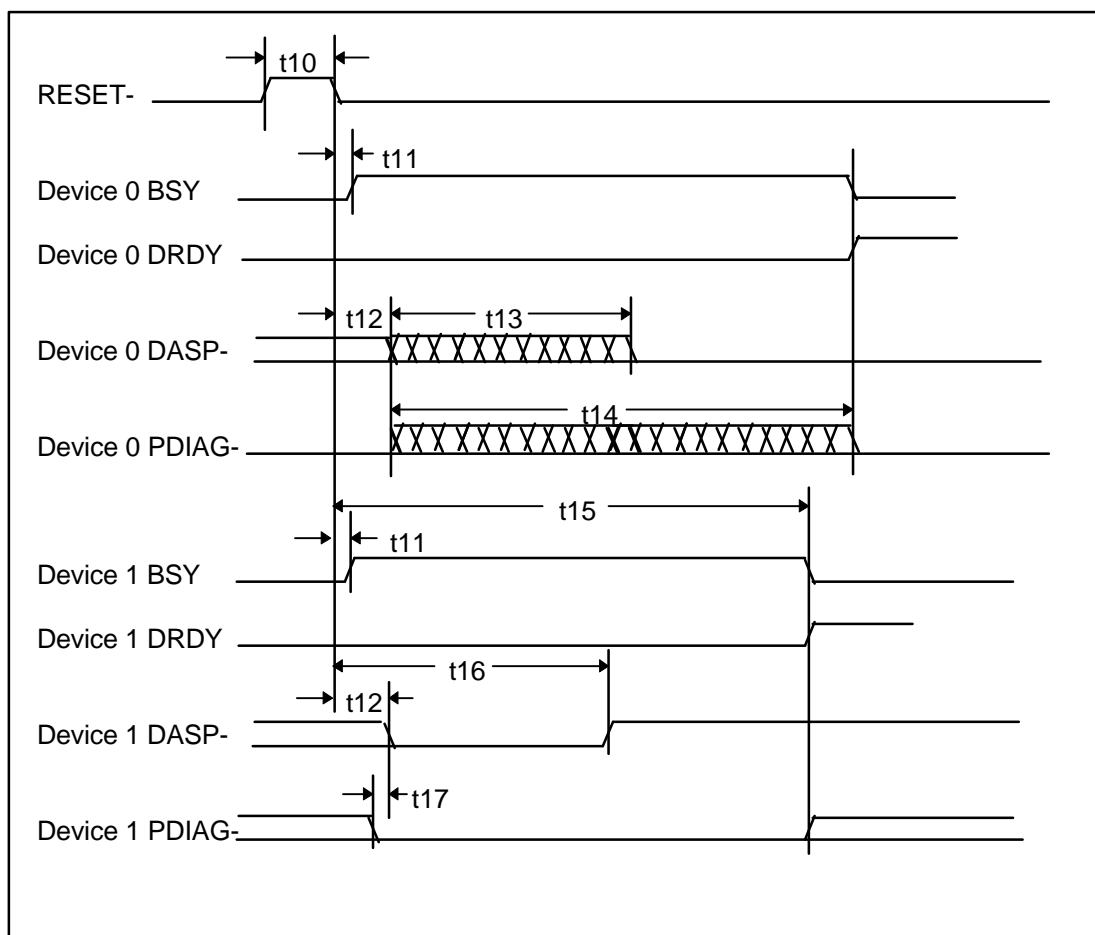 t10
RESET-
t11
Device 0 BSY
Device 0 DRDY
t12 t13
Device 0 DASP-
t14
Device 0 PDIAG-
t15
t11
Device 1 BSY
Device 1 DRDY
t16
t12
Device 1 DASP-
t17
Device 1 PDIAG-